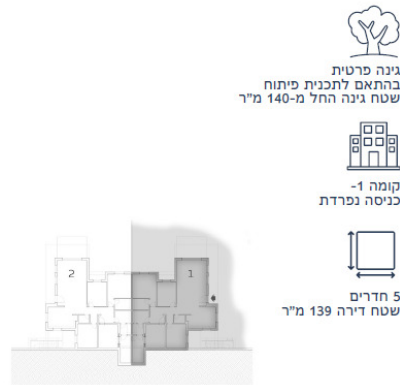 גינה פרטית
בהתאם לתכנית פיתוח
שטח גינה החל מ-140 מ"ר
קומה 1-
כניסה נפרדת
5 חדרים
שטח דירה 139 מ"ר
2
1